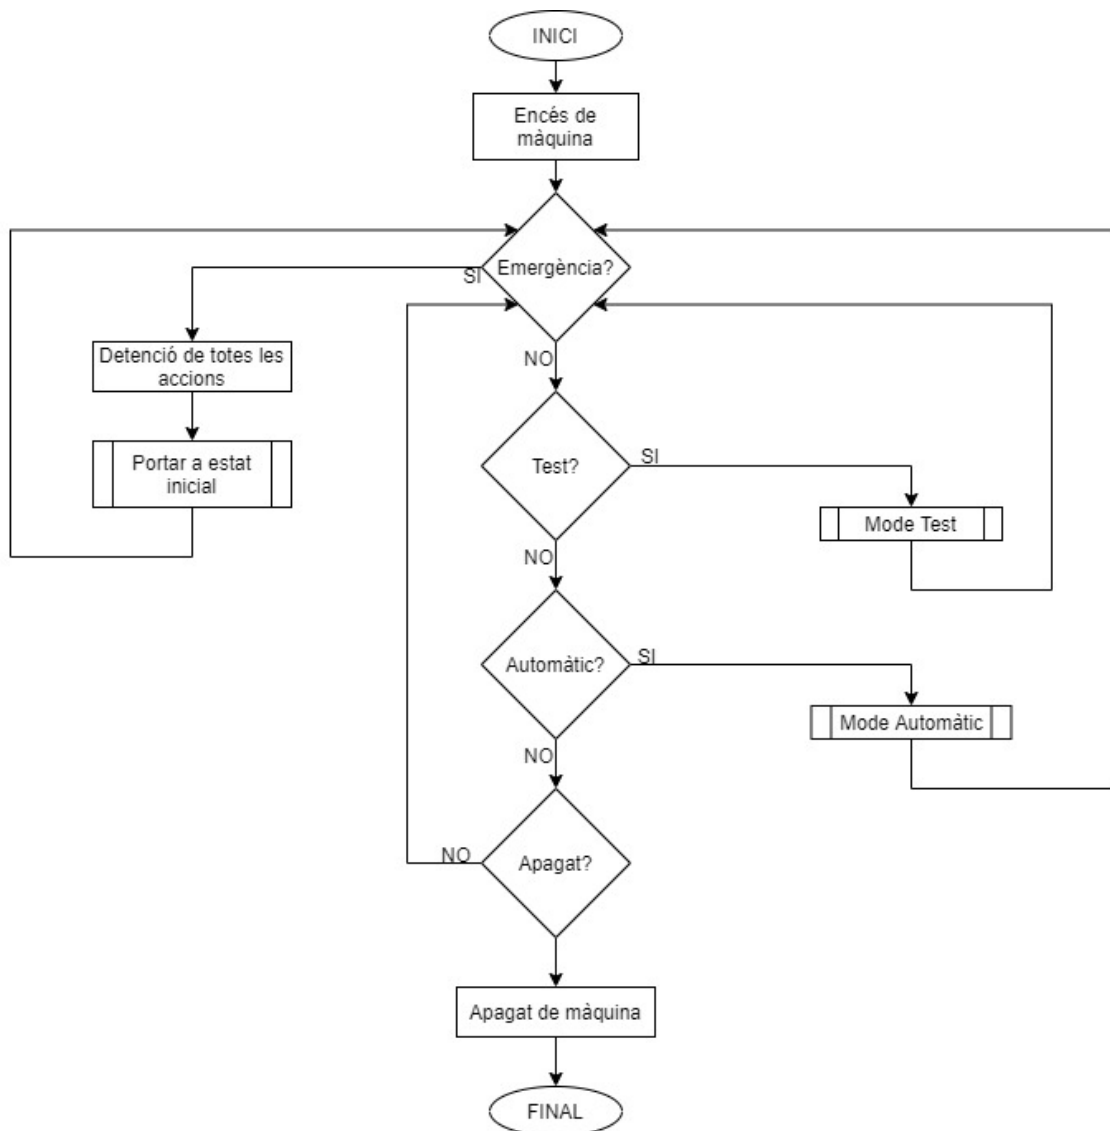 INICI
Encés de
màquina
Emergència?
SI
NO
Detenció de totes les
accions
Portar a estat
inicial
Test?
SI
Mode Test
NO
Automàtic?
SI
Mode Automàtic
NO
Apagat?
NO
Apagat de màquina
FINAL